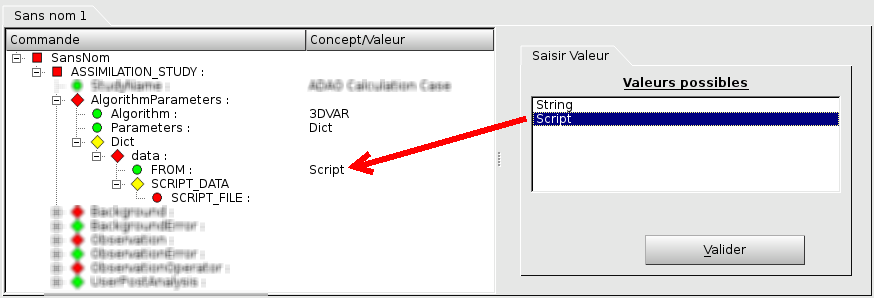 Sans nom 1
Commande Concept/Valeur
SansNom
ASSIMILATION_STUDY :
StudyName : ADAO Calculation Case
AlgorithmParameters :
Algorithm : 3DVAR
Parameters : Dict
Dict
data :
FROM : Script
SCRIPT_DATA
SCRIPT_FILE :
Background :
BackgroundError :
Observation :
ObservationError :
ObservationOperator :
UserPostAnalysis :
Saisir Valeur
Valeurs possibles
String
Script
Valider